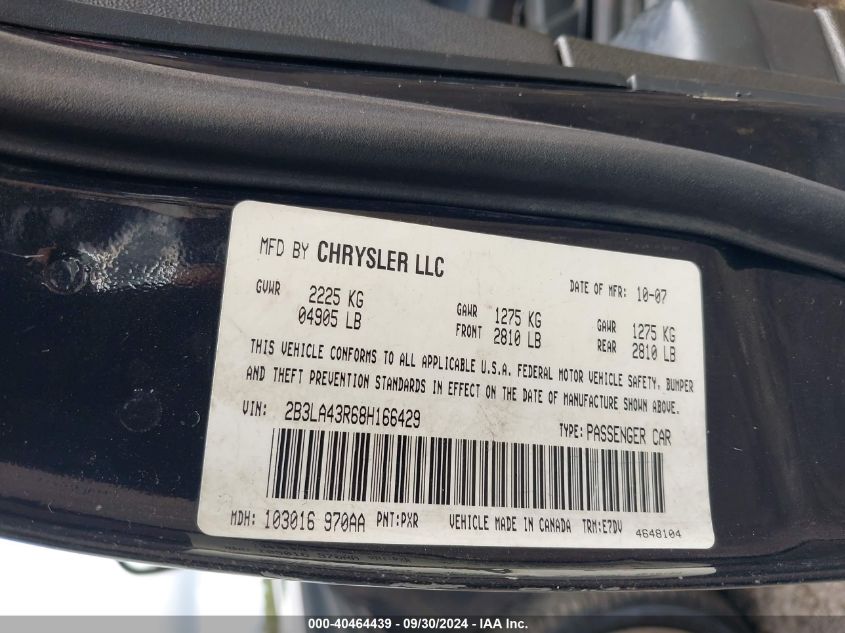 MFD BY CHRYSLER LLC
DATE OF MFR: 10-07
GVWR 2225 KG
04905 LB
GAWR FRONT 1275 KG
2810 LB
GAWR REAR 1275 KG
2810 LB
THIS VEHICLE CONFORMS TO ALL APPLICABLE U.S.A. FEDERAL MOTOR VEHICLE SAFETY, BUMPER
AND THEFT PREVENTION STANDARDS IN EFFECT ON THE DATE OF MANUFACTURE SHOWN ABOVE.
VIN: 2B3LA43R68H166429
TYPE: PASSENGER CAR
MDH: 103016 970AA PNT:PXR VEHICLE MADE IN CANADA TRM:E7DV
4648104
000-40464439 - 09/30/2024 - IAA Inc.